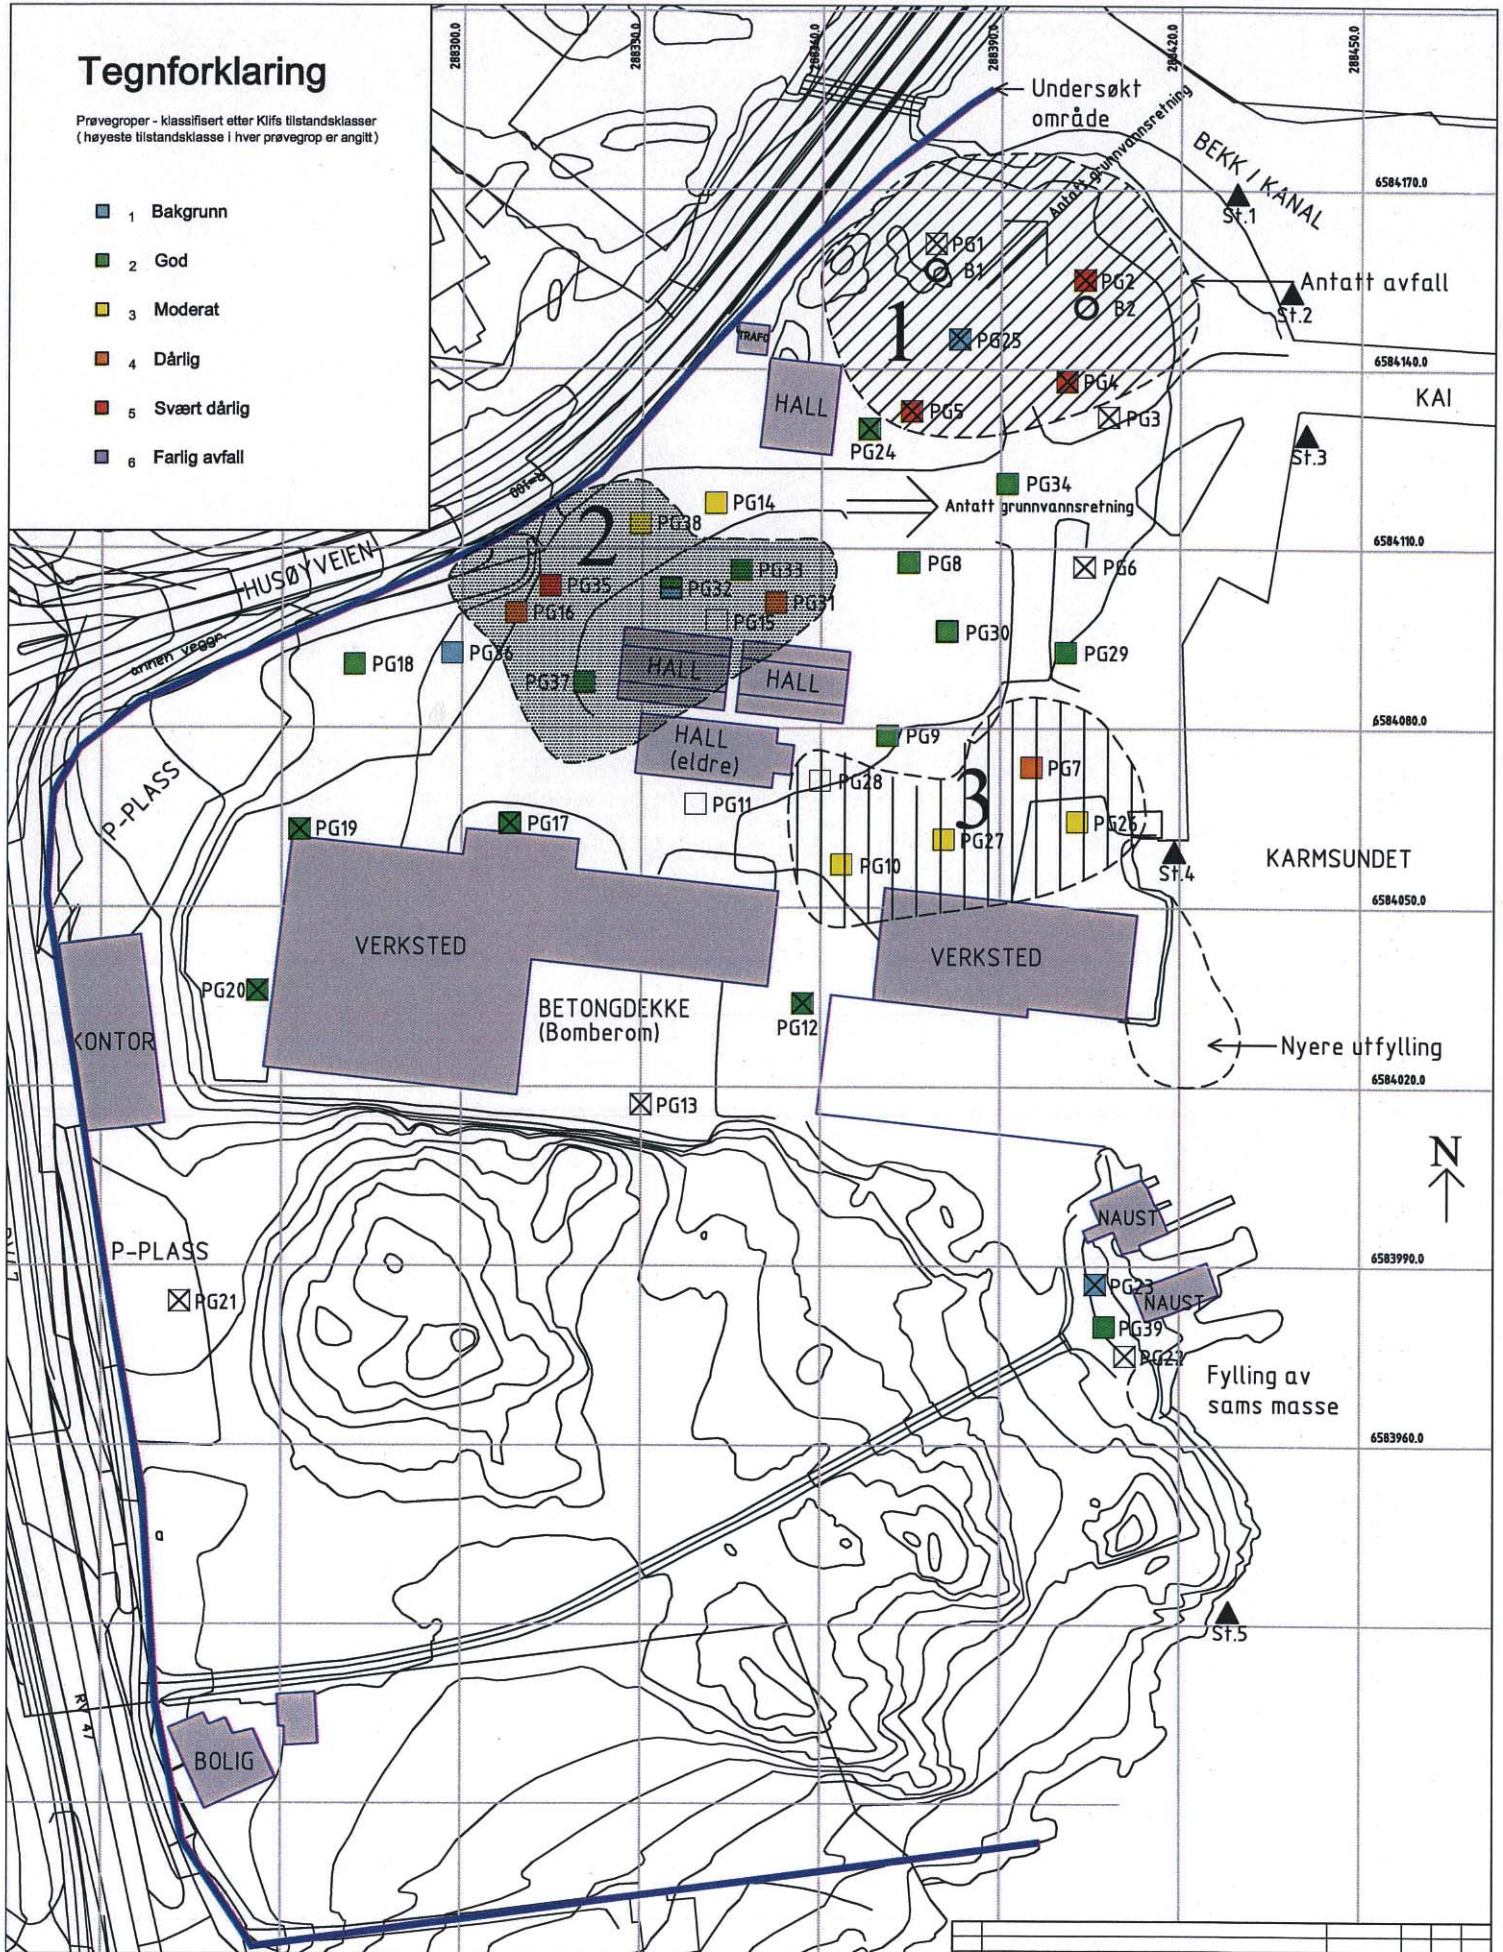 Tegnforklaring
Prøvegroper - klassifisert etter Klifs tilstandsklasser
( høyeste tilstandsklasse i hver prøvegrop er angitt )
1 Bakgrunn
2 God
3 Moderat
4 Dårlig
5 Svært dårlig
6 Farlig avfall
288300.0
288330.0
288390.0
288420.0
288450.0
Undersøkt
område
Antatt grunnvannsretning
BEKK / KANAL
6584170.0
St.1
PG1
B1
PG2
B2
Antatt avfall
St.2
TRAFO
1
PG25
6584140.0
HALL
PG4
KAI
PG5
PG3
PG24
St.3
R=100
PG34
PG14
Antatt grunnvannsretning
2
PG38
6584110.0
HUSØYVEIEN
PG8
PG6
PG33
PG35
PG32
PG31
PG16
PG15
PG30
annen veggr.
PG18
PG36
PG29
HALL
HALL
PG37
6584080.0
HALL
(eldre)
PG9
PG7
PG28
3
P-PLASS
PG11
PG19
PG17
PG26
PG27
PG10
St.4
KARMSUNDET
6584050.0
VERKSTED
VERKSTED
PG20
BETONGDEKKE
(Bomberom)
PG12
KONTOR
Nyere utfylling
6584020.0
PG13
N
NAUST
P-PLASS
6583990.0
PG21
PG23
NAUST
PG39
PG22
Fylling av
sams masse
6583960.0
St.5
RV 47
BOLIG